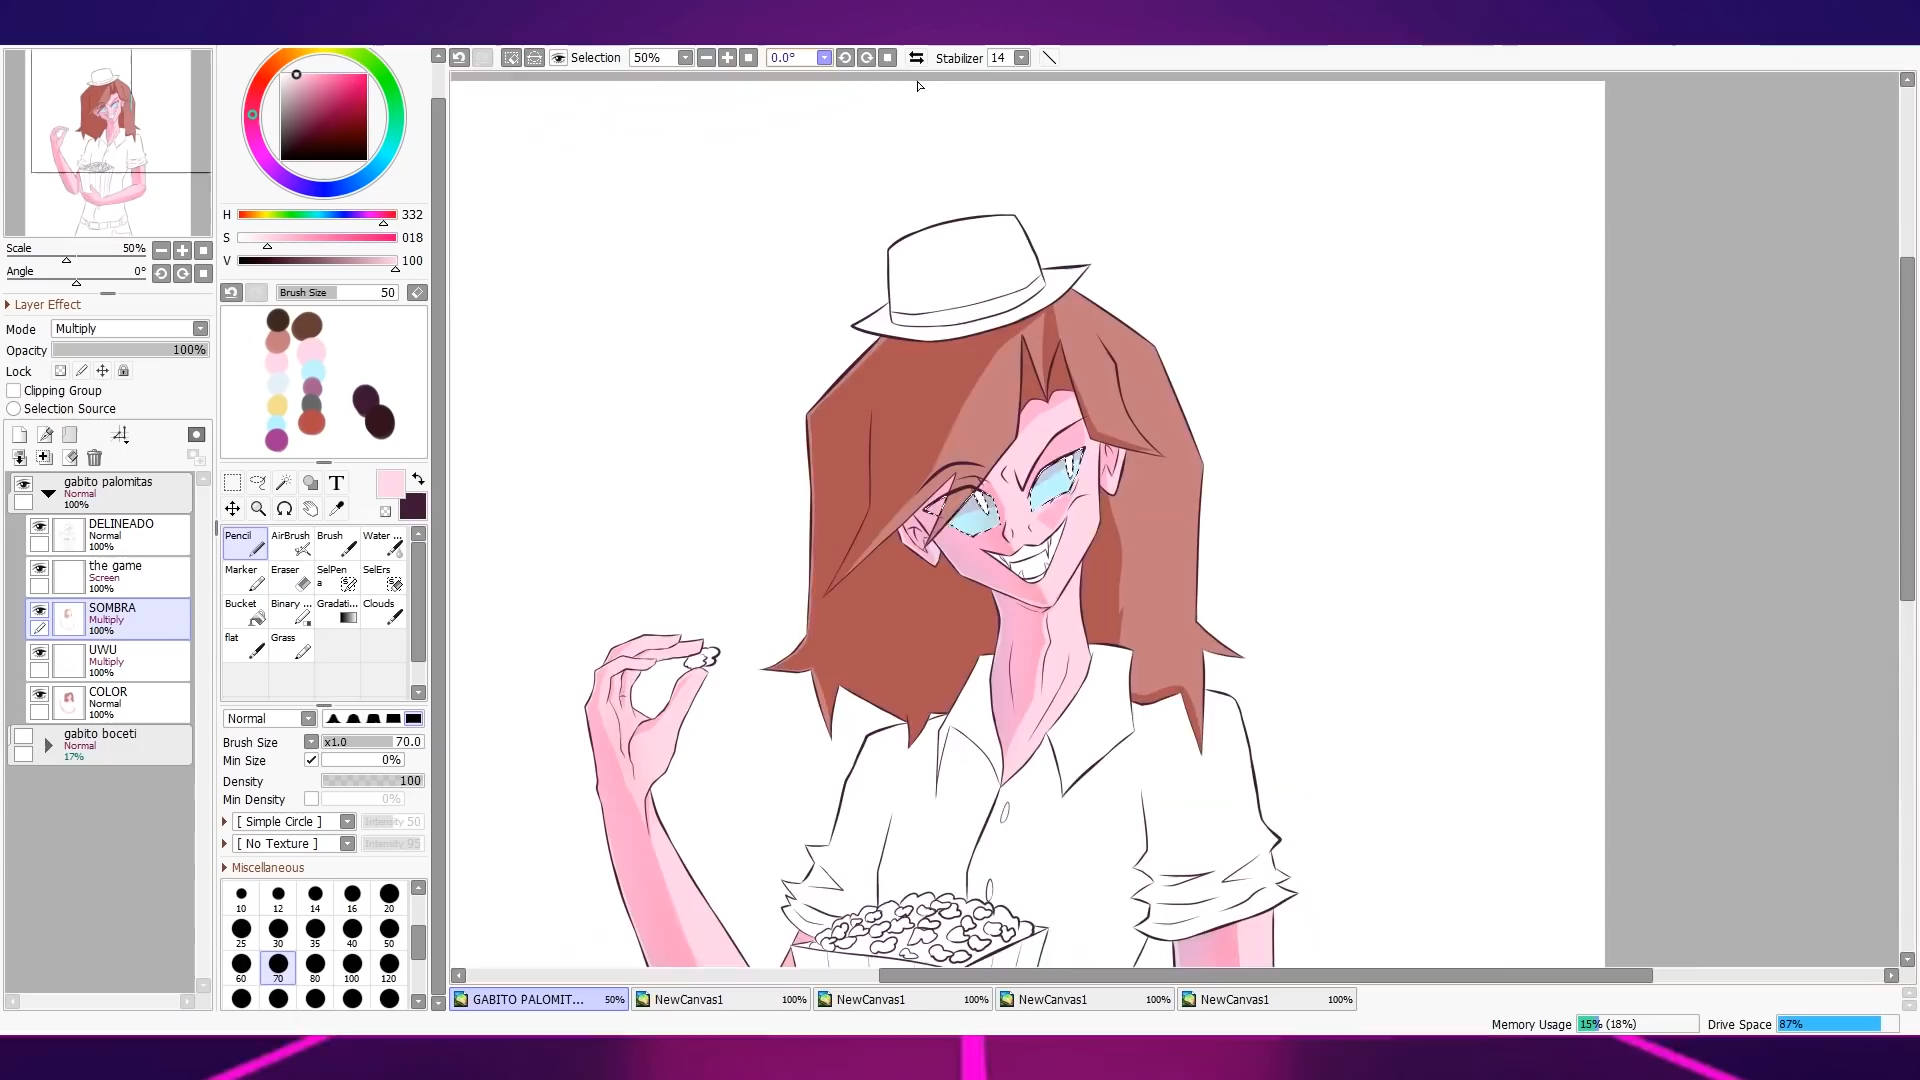 Selection 50% 0.0° Stabilizer 14
Scale 50%
Angle 0°
Layer Effect
Mode Multiply
Opacity 100%
Lock
Clipping Group
Selection Source
gabito palomitas
Normal
100%
DELINEADO
Normal
100%
the game
Screen
100%
SOMBRA
Multiply
100%
UWU
Multiply
100%
COLOR
Normal
100%
gabito boceti
Normal
17%
H 332
S 018
V 100
Brush Size 50
T
Pencil AirBrush Brush Water ...
Marker Eraser SelPen SelErs
a
Bucket Binary ... Gradati... Clouds
flat Grass
Normal
Brush Size x1.0 70.0
Min Size 0%
Density 100
Min Density 0%
[ Simple Circle ] Intensity 50
[ No Texture ] Intensity 95
Miscellaneous
10 12 14 16 20
25 30 35 40 50
60 70 80 100 120
GABITO PALOMIT... 50% NewCanvas1 100% NewCanvas1 100% NewCanvas1 100% NewCanvas1 100%
Memory Usage 15% (18%) Drive Space 87%